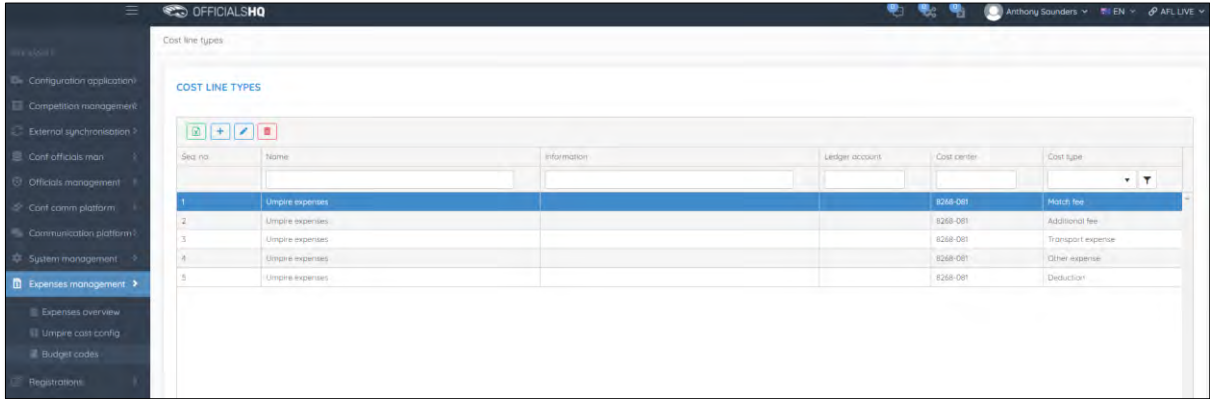 OFFICIALSHQ
Anthony Saunders EN AFL LIVE
Cost line types
Configuration application
COST LINE TYPES
Competition management
External synchronisation
Seq no Name Information Ledger account Cost center Cost type
Conf officials man
Officials management
1 Umpire expenses 8268-081 Match fee
Conf comm platform
2 Umpire expenses 8268-081 Additional fee
Communication platform
3 Umpire expenses 8268-081 Transport expense
System management
4 Umpire expenses 8268-081 Other expense
Expenses management
5 Umpire expenses 8268-081 Deduction
Expenses overview
Umpire cost config
Budget codes
Registrations